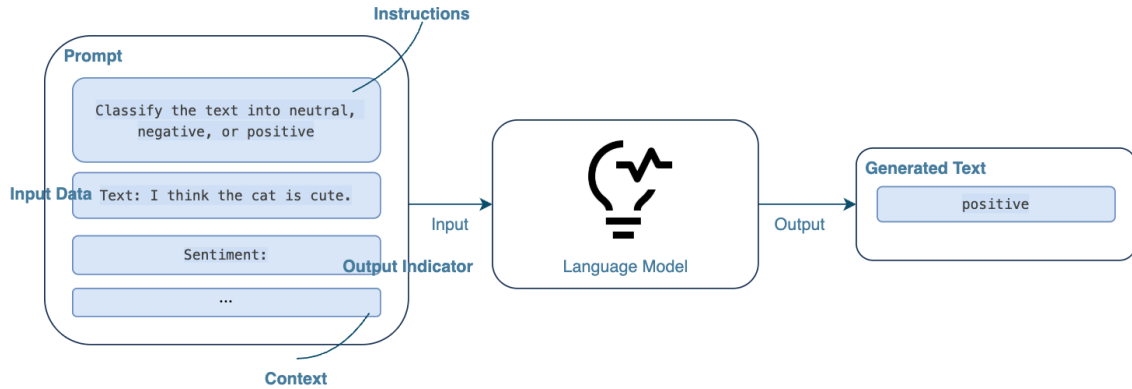 Instructions
Prompt
Classify the text into neutral,
negative, or positive
Input Data
Text: I think the cat is cute.
Sentiment:
Output Indicator
...
Context
Input
Language Model
Output
Generated Text
positive